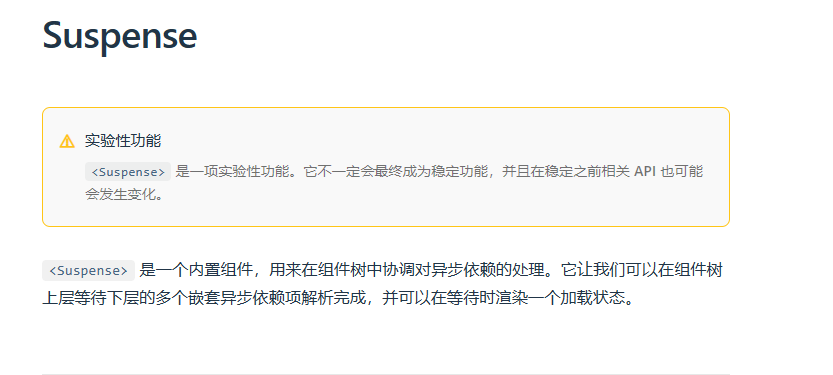 Suspense
实验性功能
<Suspense> 是一项实验性功能。它不一定会最终成为稳定功能，并且在稳定之前相关 API 也可能
会发生变化。
<Suspense> 是一个内置组件，用来在组件树中协调对异步依赖的处理。它让我们可以在组件树
上层等待下层的多个嵌套异步依赖项解析完成，并可以在等待时渲染一个加载状态。